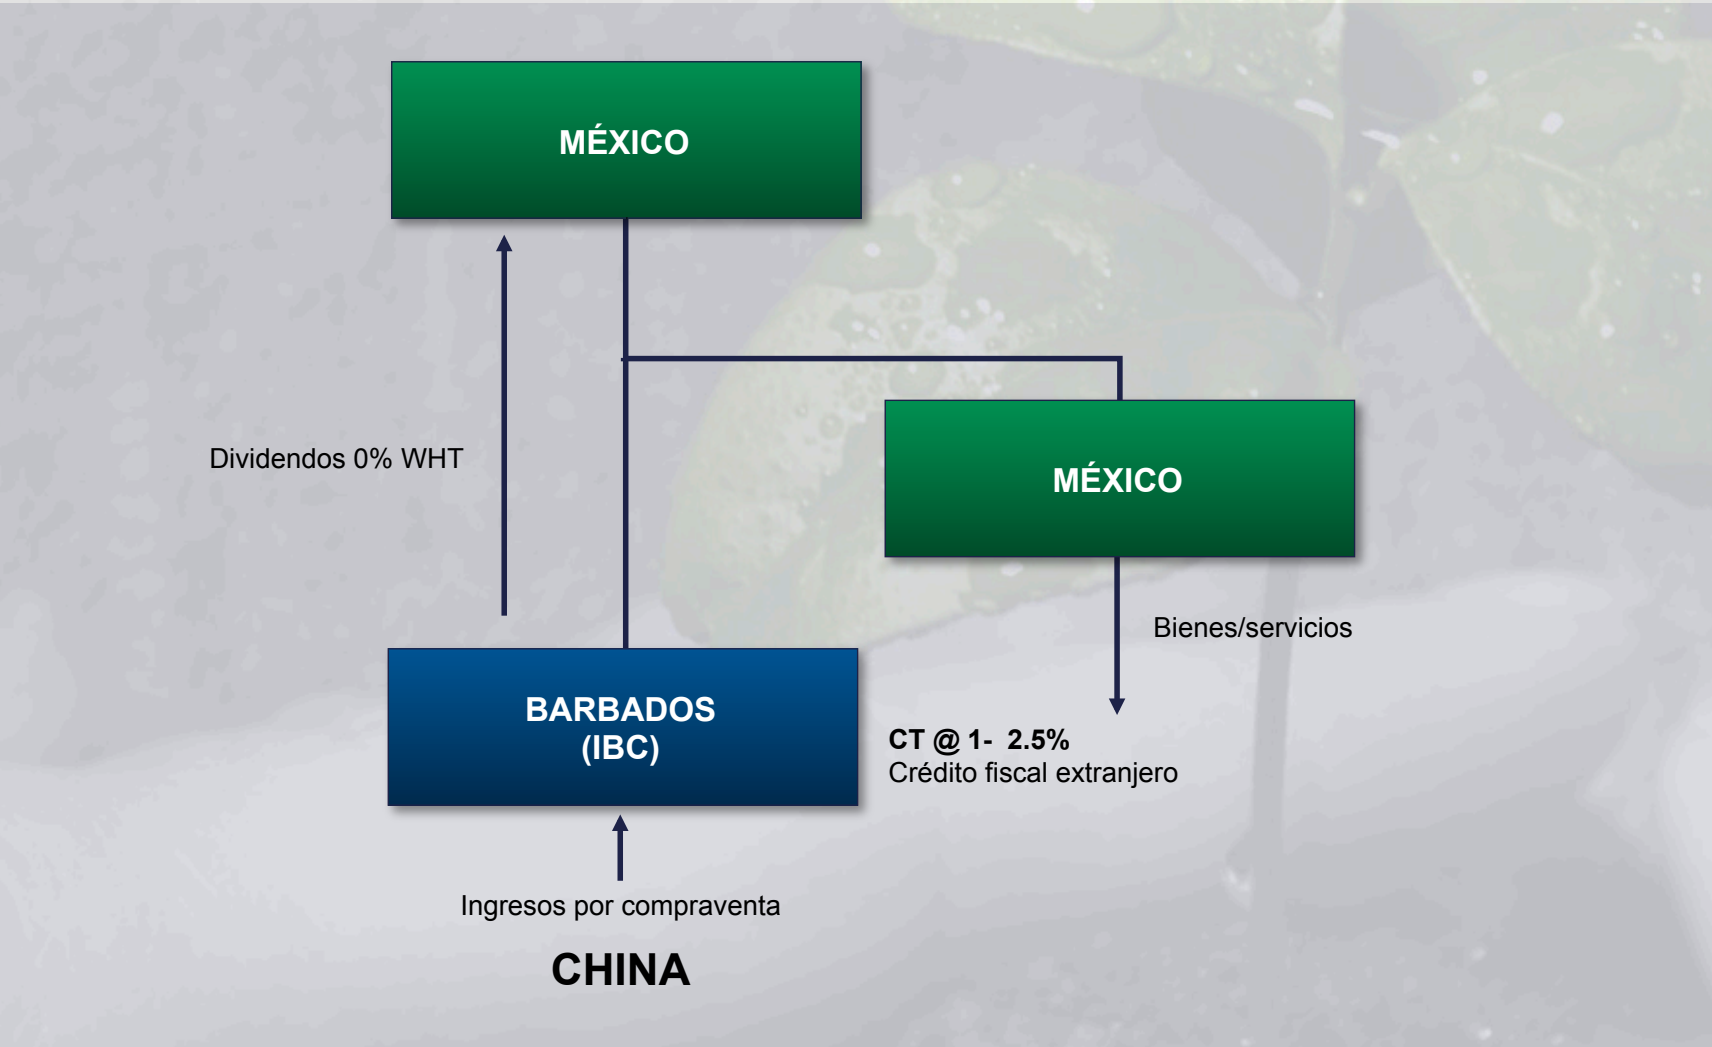 MÉXICO
Dividendos 0% WHT
MÉXICO
Bienes/servicios
BARBADOS
(IBC)
CT @ 1-  2.5%
Crédito fiscal extranjero
Ingresos por compraventa
CHINA